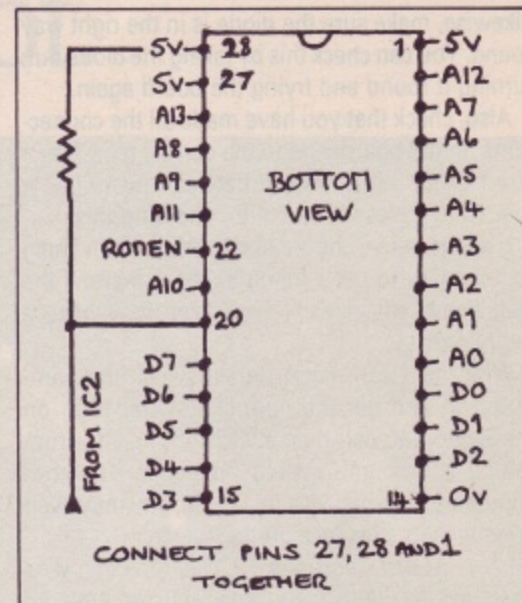 5V 28 1 5V
5V 27 A12
A13 A7
A8 A6
A9 A5
A11 A4
ROMEN 22 A3
A10 A2
20 A1
D7 A0
D6 D0
D5 D1
D4 D2
D3 15 14 0V
BOTTOM
VIEW
FROM IC2
CONNECT PINS 27, 28 AND 1
TOGETHER